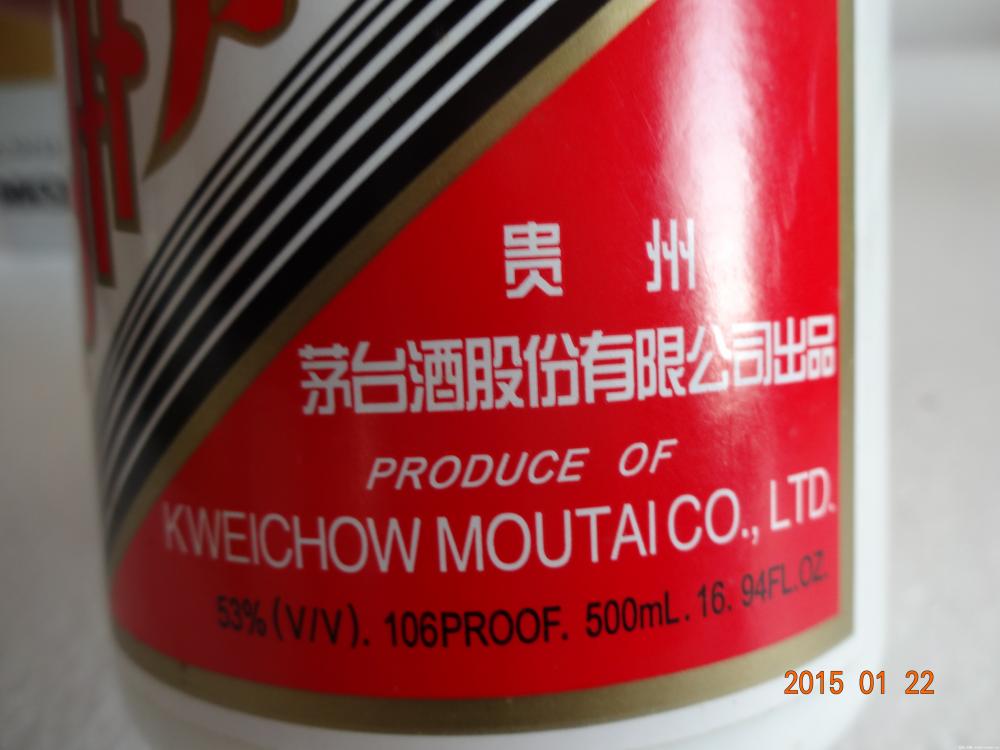 贵州
茅台酒股份有限公司出品
PRODUCE OF
KWEICHOW MOUTAI CO., LTD.
53% (V/V). 106PROOF. 500mL. 16. 94FL.OZ.
2015 01 22